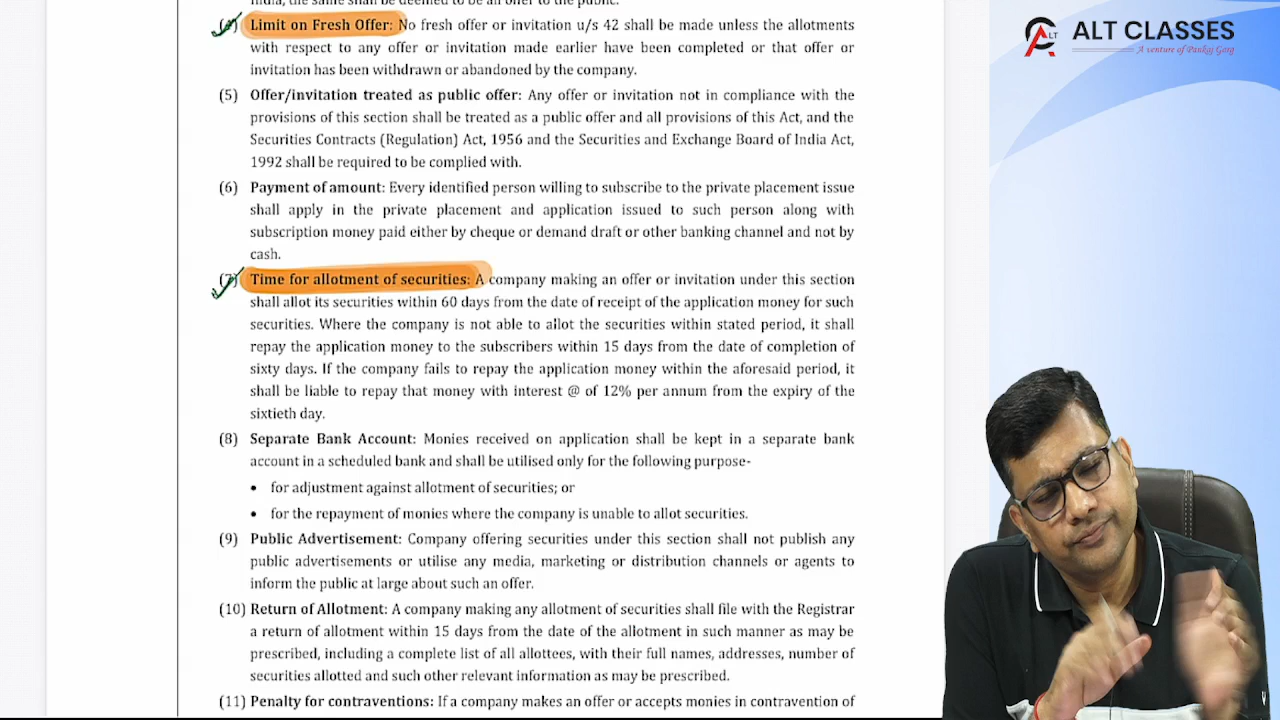 India, the same shall be deemed to be an offer to the public.
(4) Limit on Fresh Offer: No fresh offer or invitation u/s 42 shall be made unless the allotments
with respect to any offer or invitation made earlier have been completed or that offer or
invitation has been withdrawn or abandoned by the company.
(5) Offer/invitation treated as public offer: Any offer or invitation not in compliance with the
provisions of this section shall be treated as a public offer and all provisions of this Act, and the
Securities Contracts (Regulation) Act, 1956 and the Securities and Exchange Board of India Act,
1992 shall be required to be complied with.
(6) Payment of amount: Every identified person willing to subscribe to the private placement issue
shall apply in the private placement and application issued to such person along with
subscription money paid either by cheque or demand draft or other banking channel and not by
cash.
(7) Time for allotment of securities: A company making an offer or invitation under this section
shall allot its securities within 60 days from the date of receipt of the application money for such
securities. Where the company is not able to allot the securities within stated period, it shall
repay the application money to the subscribers within 15 days from the date of completion of
sixty days. If the company fails to repay the application money within the aforesaid period, it
shall be liable to repay that money with interest @ of 12% per annum from the expiry of the
sixtieth day.
(8) Separate Bank Account: Monies received on application shall be kept in a separate bank
account in a scheduled bank and shall be utilised only for the following purpose-
• for adjustment against allotment of securities; or
• for the repayment of monies where the company is unable to allot securities.
(9) Public Advertisement: Company offering securities under this section shall not publish any
public advertisements or utilise any media, marketing or distribution channels or agents to
inform the public at large about such an offer.
(10) Return of Allotment: A company making any allotment of securities shall file with the Registrar
a return of allotment within 15 days from the date of the allotment in such manner as may be
prescribed, including a complete list of all allottees, with their full names, addresses, number of
securities allotted and such other relevant information as may be prescribed.
(11) Penalty for contraventions: If a company makes an offer or accepts monies in contravention of
ALT
ALT CLASSES
A venture of Pankaj Garg